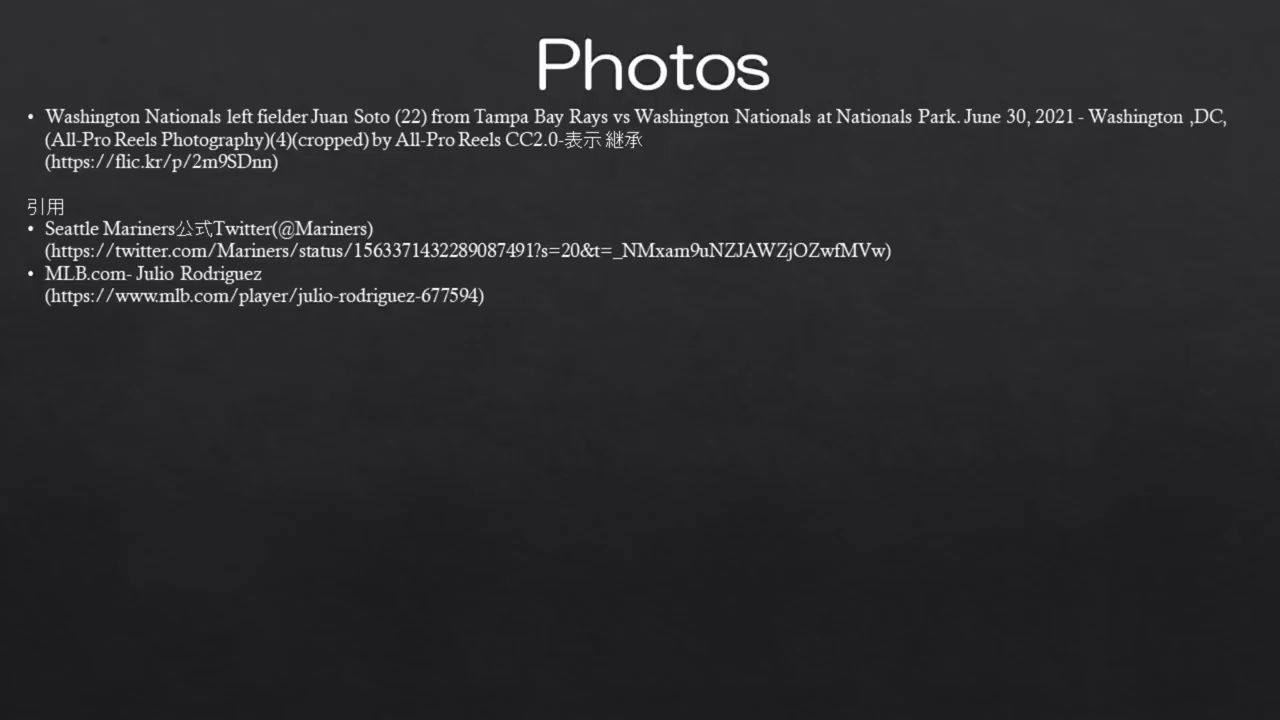 Photos
• Washington Nationals left fielder Juan Soto (22) from Tampa Bay Rays vs Washington Nationals at Nationals Park. June 30, 2021 - Washington ,DC,
(All-Pro Reels Photography)(4)(cropped) by All-Pro Reels CC2.0-表示 継承
(https://flic.kr/p/2m9SDnn)
引用
• Seattle Mariners公式Twitter(@Mariners)
(https://twitter.com/Mariners/status/1563371432289087491?s=20&t=_NMxam9uNZJAWZjOZwfMVw)
• MLB.com- Julio Rodriguez
(https://www.mlb.com/player/julio-rodriguez-677594)